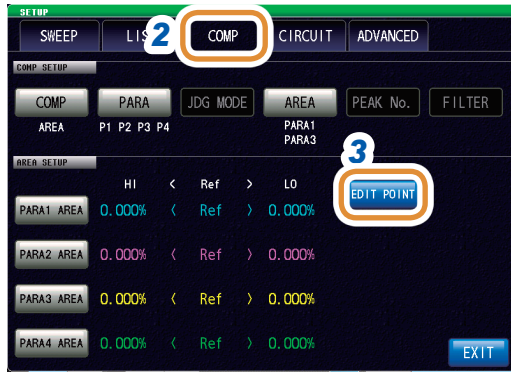 SETUP
SWEEP LIS 2 COMP CIRCUIT ADVANCED
COMP SETUP
COMP PARA JDG MODE AREA PEAK No. FILTER
AREA P1 P2 P3 P4 PARA1
PARA3
3
AREA SETUP
HI < Ref > LO
EDIT POINT
PARA1 AREA 0.000% < Ref > 0.000%
PARA2 AREA 0.000% < Ref > 0.000%
PARA3 AREA 0.000% < Ref > 0.000%
PARA4 AREA 0.000% < Ref > 0.000%
EXIT